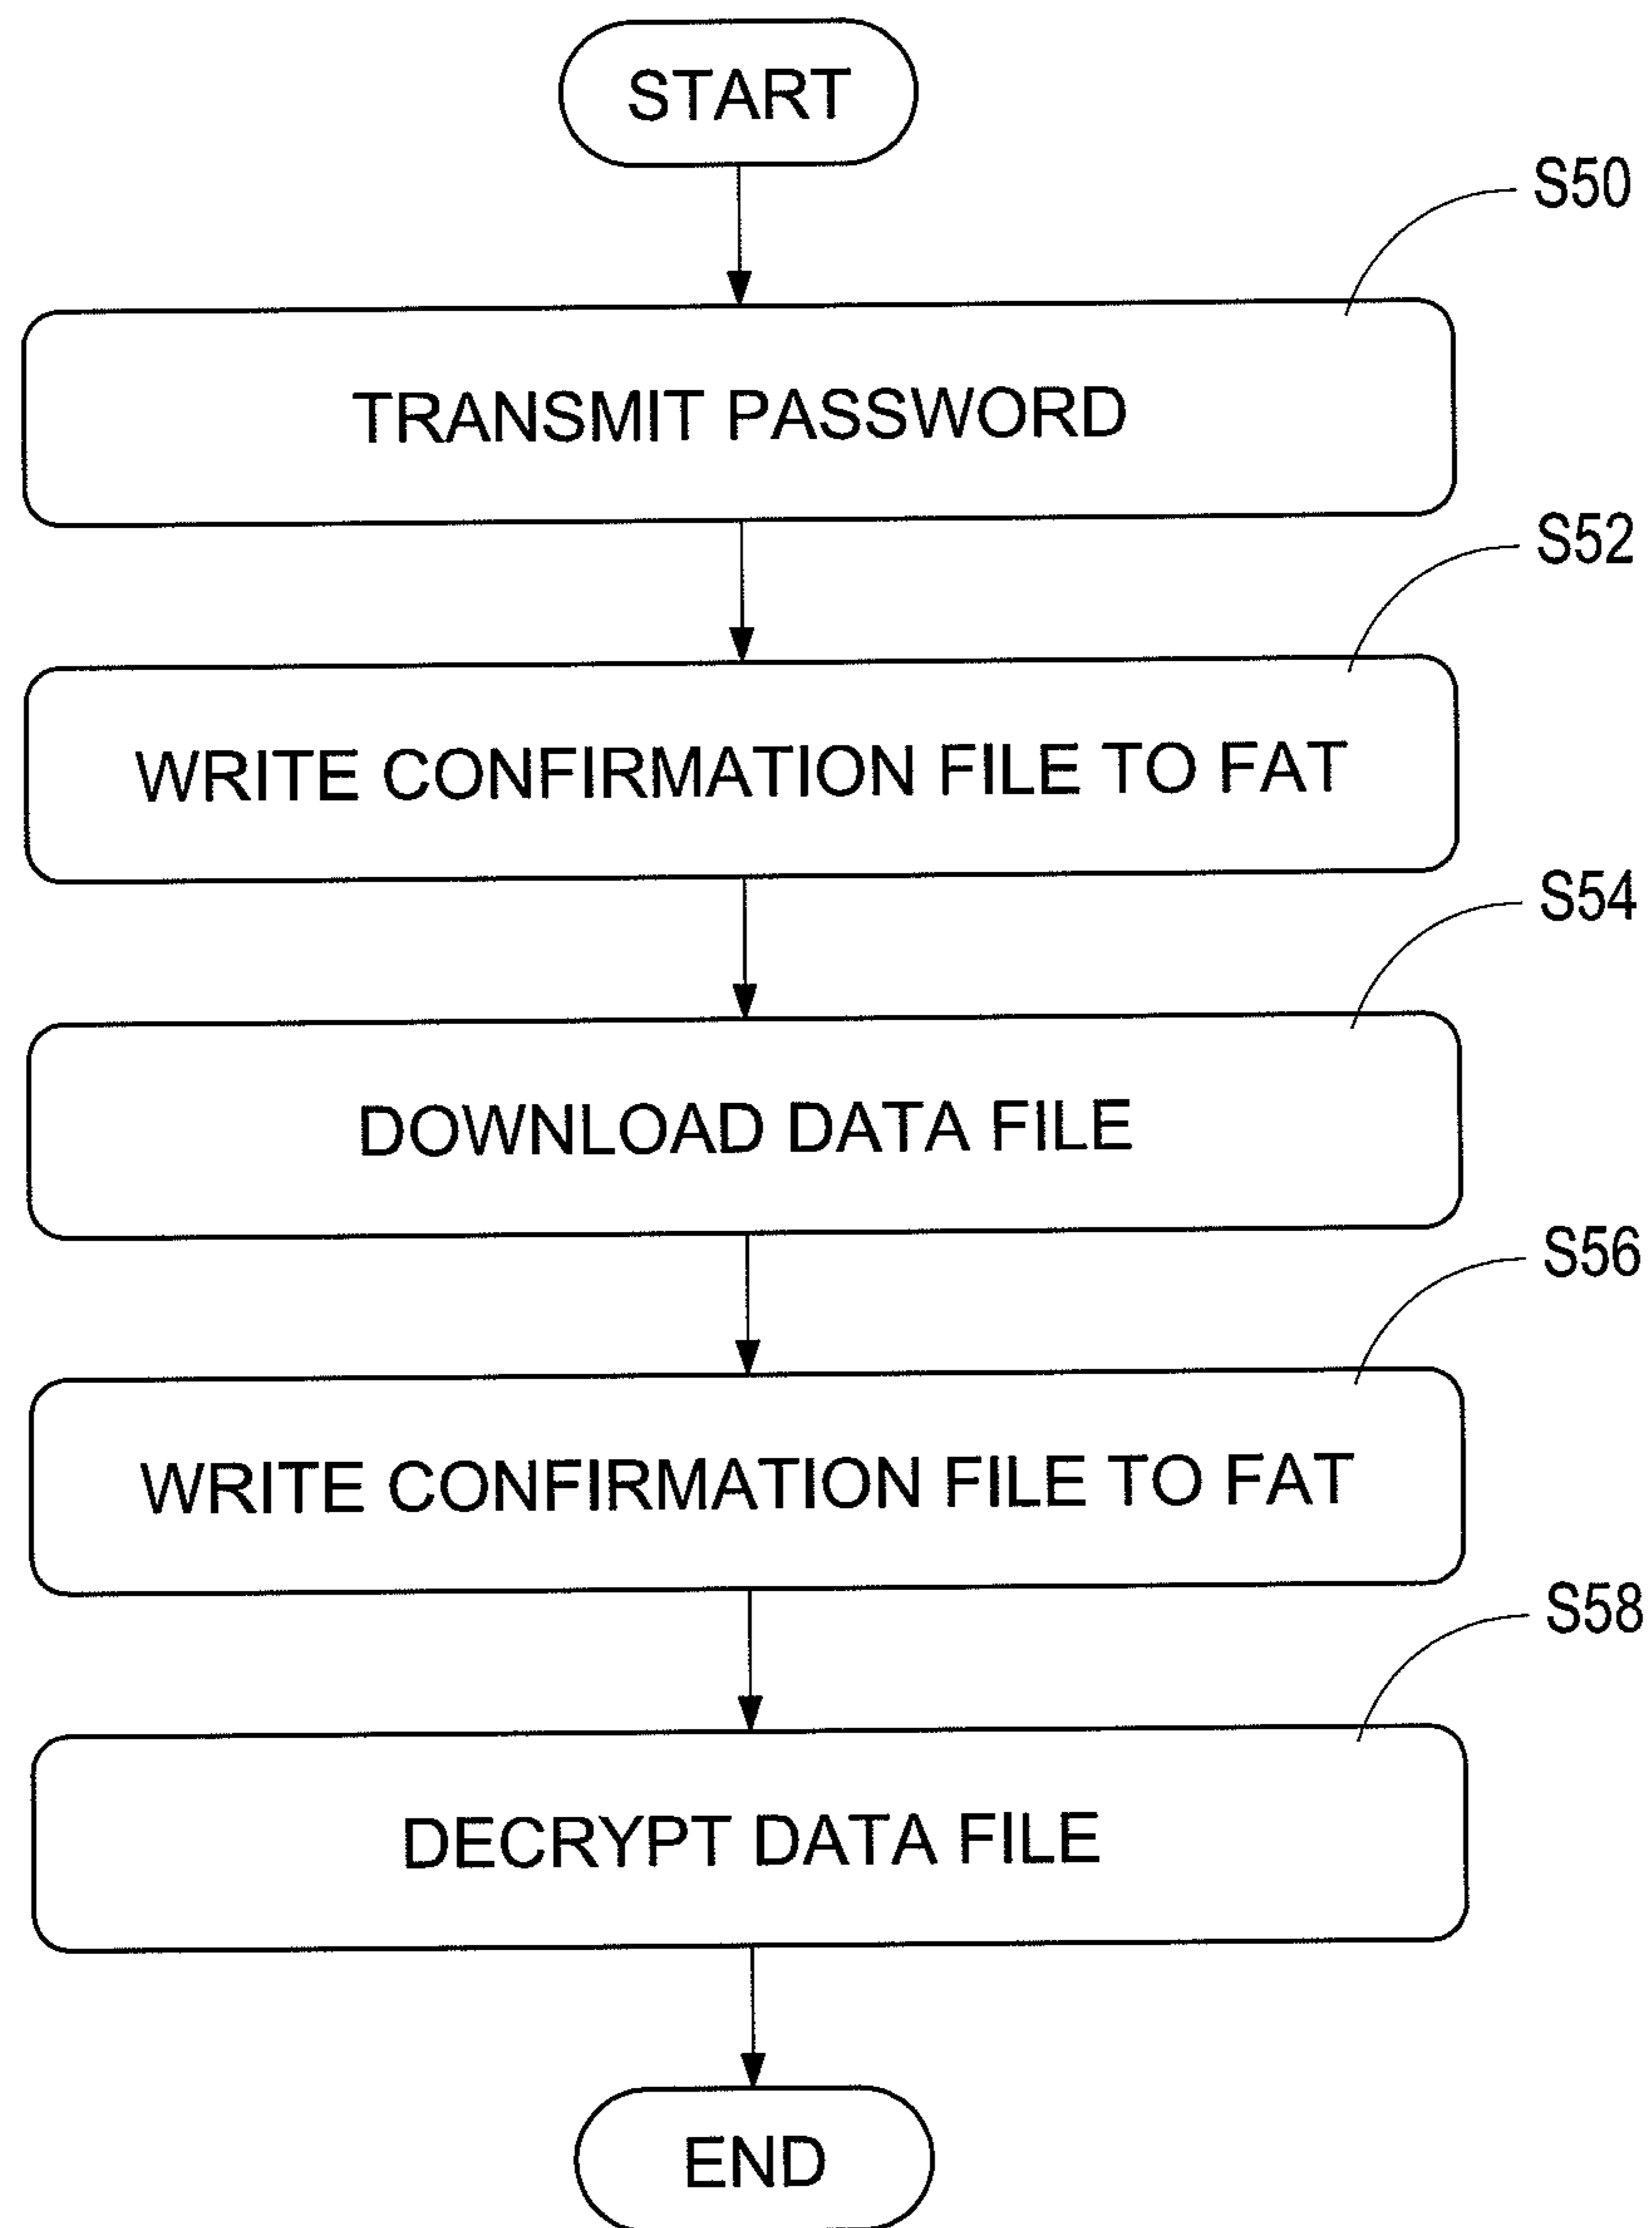 START
S50
TRANSMIT PASSWORD
S52
WRITE CONFIRMATION FILE TO FAT
S54
DOWNLOAD DATA FILE
S56
WRITE CONFIRMATION FILE TO FAT
S58
DECRYPT DATA FILE
END